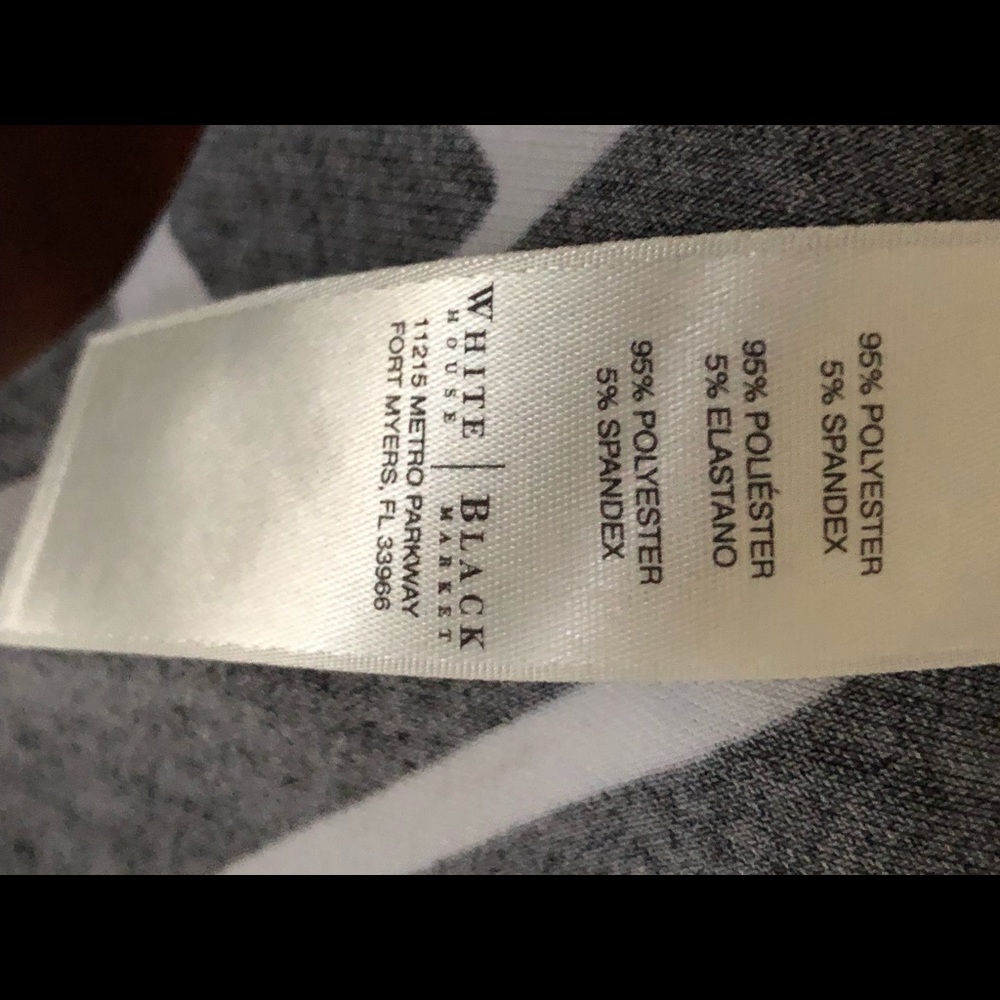 95% POLYESTER
5% SPANDEX
95% POLIÉSTER
5% ELASTANO
95% POLYESTER
5% SPANDEX
WHITE | BLACK
HOUSE | MARKET
11215 METRO PARKWAY
FORT MYERS, FL 33966